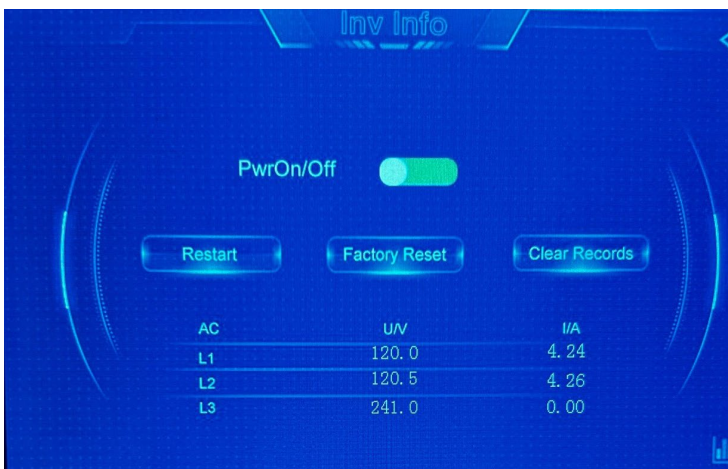 Inv Info
PwrOn/Off
Restart Factory Reset Clear Records
AC U/V I/A
L1 120.0 4.24
L2 120.5 4.26
L3 241.0 0.00